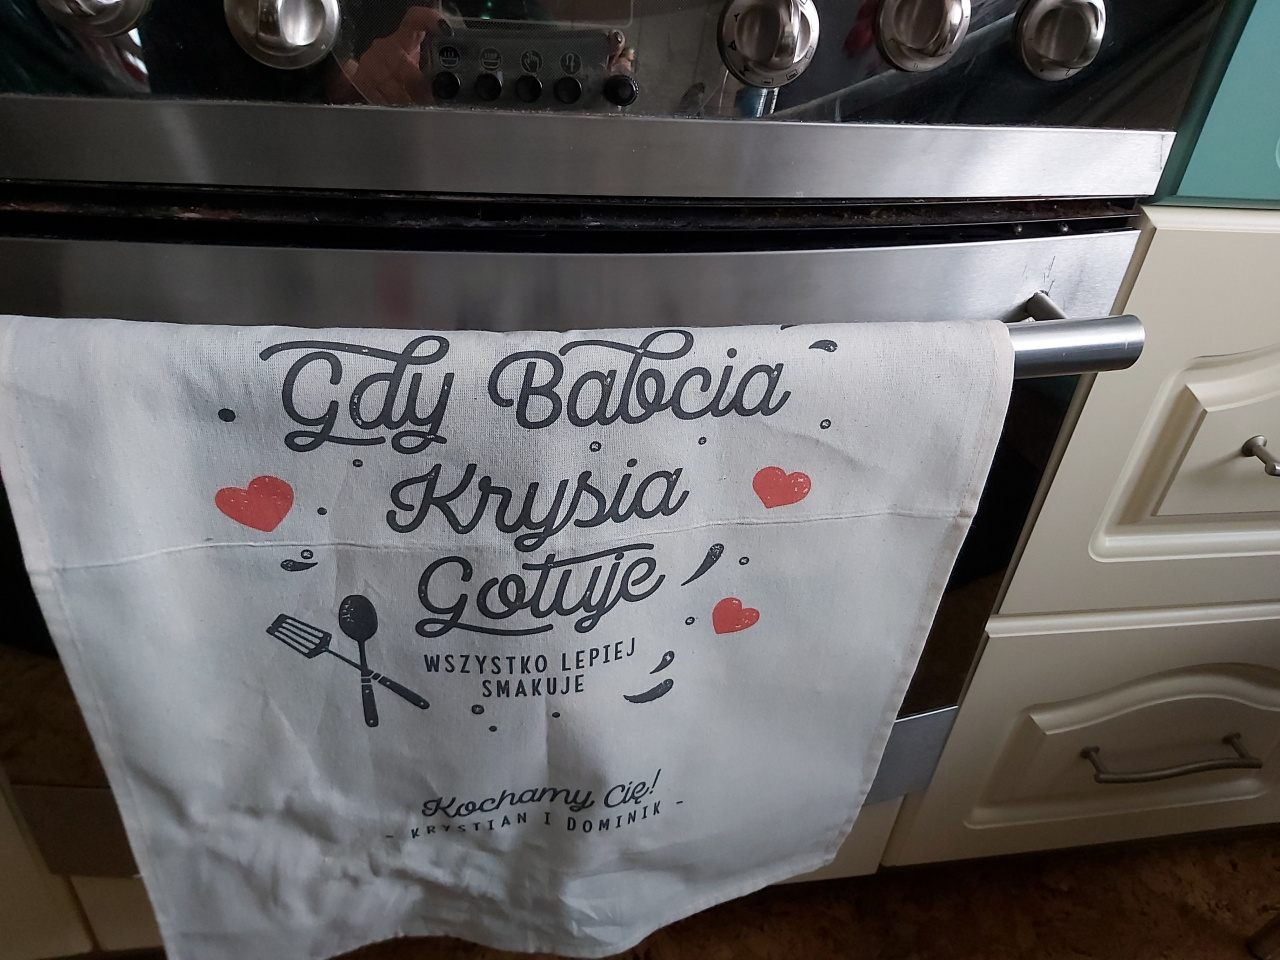 Gdy Babcia
Krysia
Gotuje
WSZYSTKO LEPIEJ
SMAKUJE
Kochamy Cię!
- KRYSTIAN I DOMINIK -